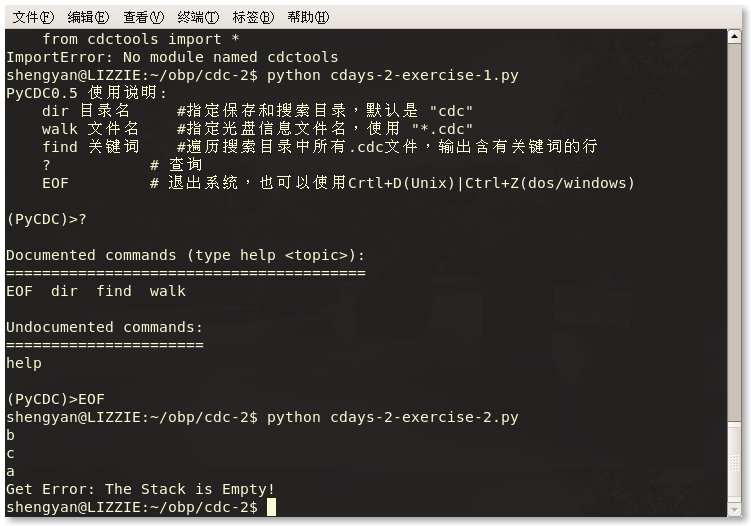 文件(F) 编辑(E) 查看(V) 终端(T) 标签(B) 帮助(H)
    from cdctools import *
ImportError: No module named cdctools
shengyan@LIZZIE:~/obp/cdc-2$ python cdays-2-exercise-1.py
PyCDC0.5 使用说明:
    dir 目录名     #指定保存和搜索目录，默认是 "cdc"
    walk 文件名    #指定光盘信息文件名，使用 "*.cdc"
    find 关键词    #遍历搜索目录中所有.cdc文件，输出含有关键词的行
    ?           # 查询
    EOF         # 退出系统，也可以使用Crtl+D(Unix)|Ctrl+Z(dos/windows)
(PyCDC)>?
Documented commands (type help <topic>):
========================================
EOF  dir  find  walk
Undocumented commands:
======================
help
(PyCDC)>EOF
shengyan@LIZZIE:~/obp/cdc-2$ python cdays-2-exercise-2.py
b
c
a
Get Error: The Stack is Empty!
shengyan@LIZZIE:~/obp/cdc-2$